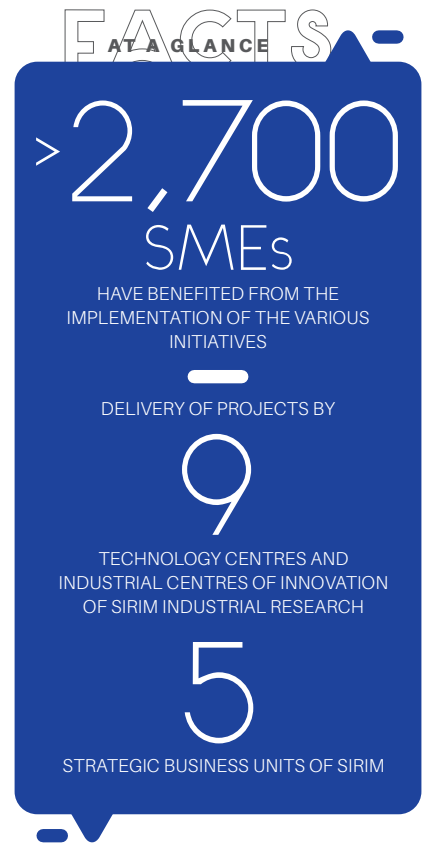 FACTS
AT A GLANCE
>2,700
SMEs
HAVE BENEFITED FROM THE
IMPLEMENTATION OF THE VARIOUS
INITIATIVES
DELIVERY OF PROJECTS BY
9
TECHNOLOGY CENTRES AND
INDUSTRIAL CENTRES OF INNOVATION
OF SIRIM INDUSTRIAL RESEARCH
5
STRATEGIC BUSINESS UNITS OF SIRIM